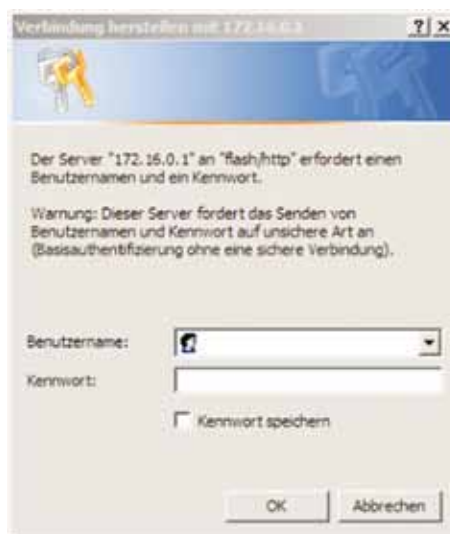 Verbindung herstellen mit 172.16.0.1
Der Server "172.16.0.1" an "flash/http" erfordert einen
Benutzernamen und ein Kennwort.
Warnung: Dieser Server fordert das Senden von
Benutzernamen und Kennwort auf unsichere Art an
(Basisauthentifizierung ohne eine sichere Verbindung).
Benutzername:
Kennwort:
Kennwort speichern
OK
Abbrechen